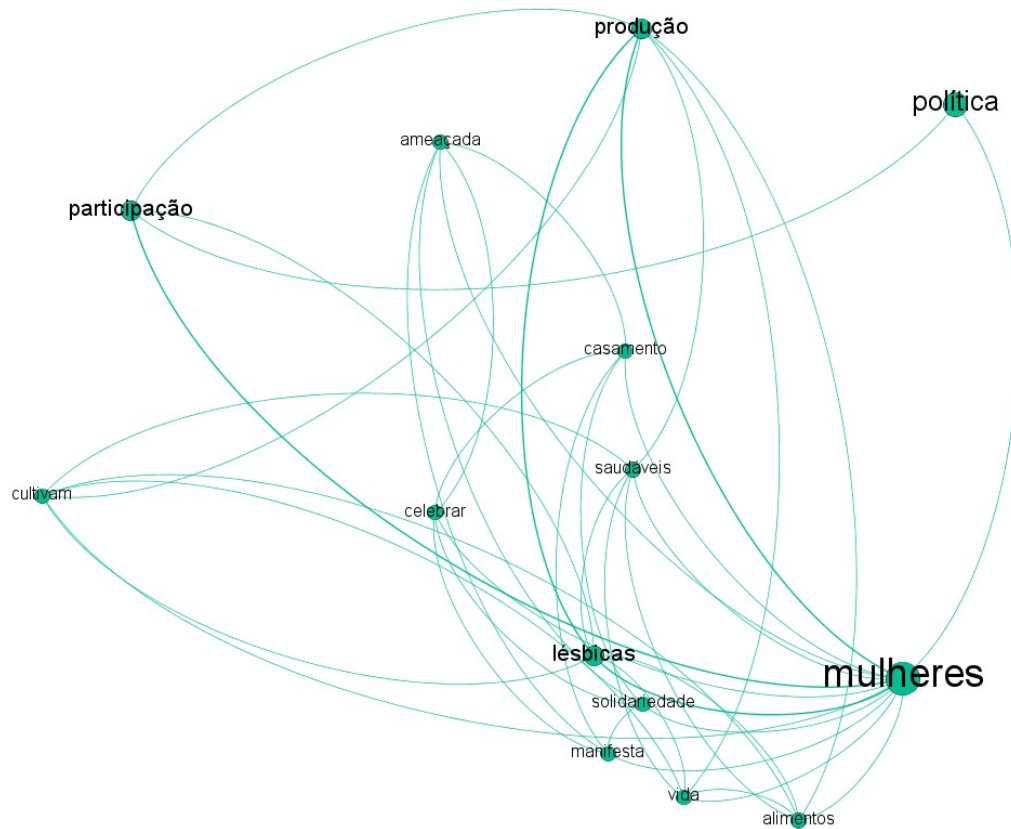 produção
política
ameaçada
participação
casamento
saudáveis
cultivam
celebrar
lésbicas
mulheres
solidariedade
manifesta
vida
alimentos